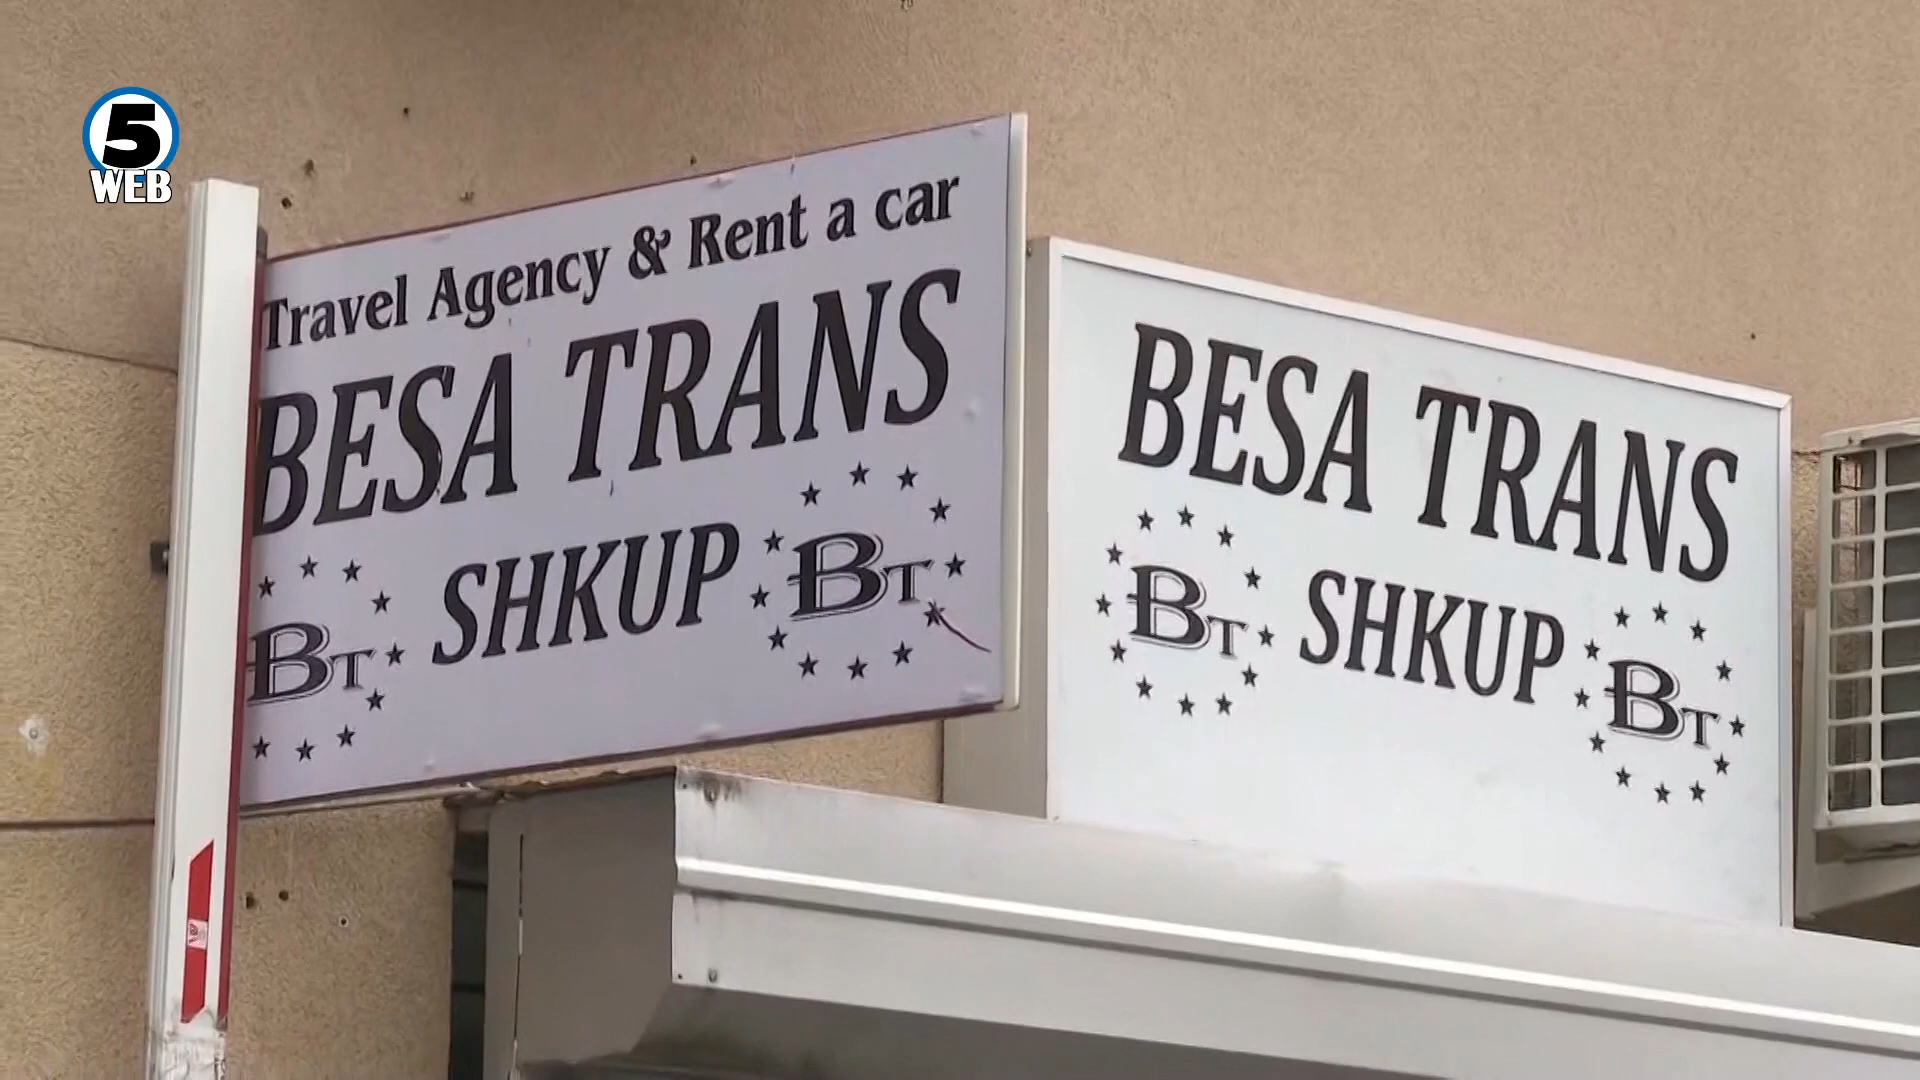 5
WEB
Travel Agency & Rent a car
BESA TRANS
SHKUP
BT
BT
BESA TRANS
SHKUP
BT
BT